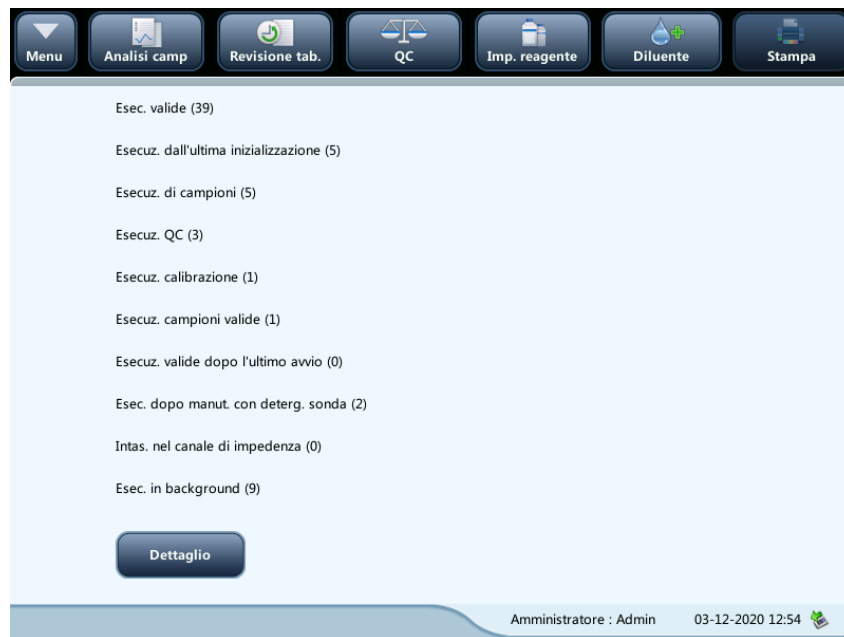 Menu
Analisi camp
Revisione tab.
QC
Imp. reagente
Diluente
Stampa
Esec. valide (39)
Esecuz. dall'ultima inizializzazione (5)
Esecuz. di campioni (5)
Esecuz. QC (3)
Esecuz. calibrazione (1)
Esecuz. campioni valide (1)
Esecuz. valide dopo l'ultimo avvio (0)
Esec. dopo manut. con deterg. sonda (2)
Intas. nel canale di impedenza (0)
Esec. in background (9)
Dettaglio
Amministratore : Admin 03-12-2020 12:54